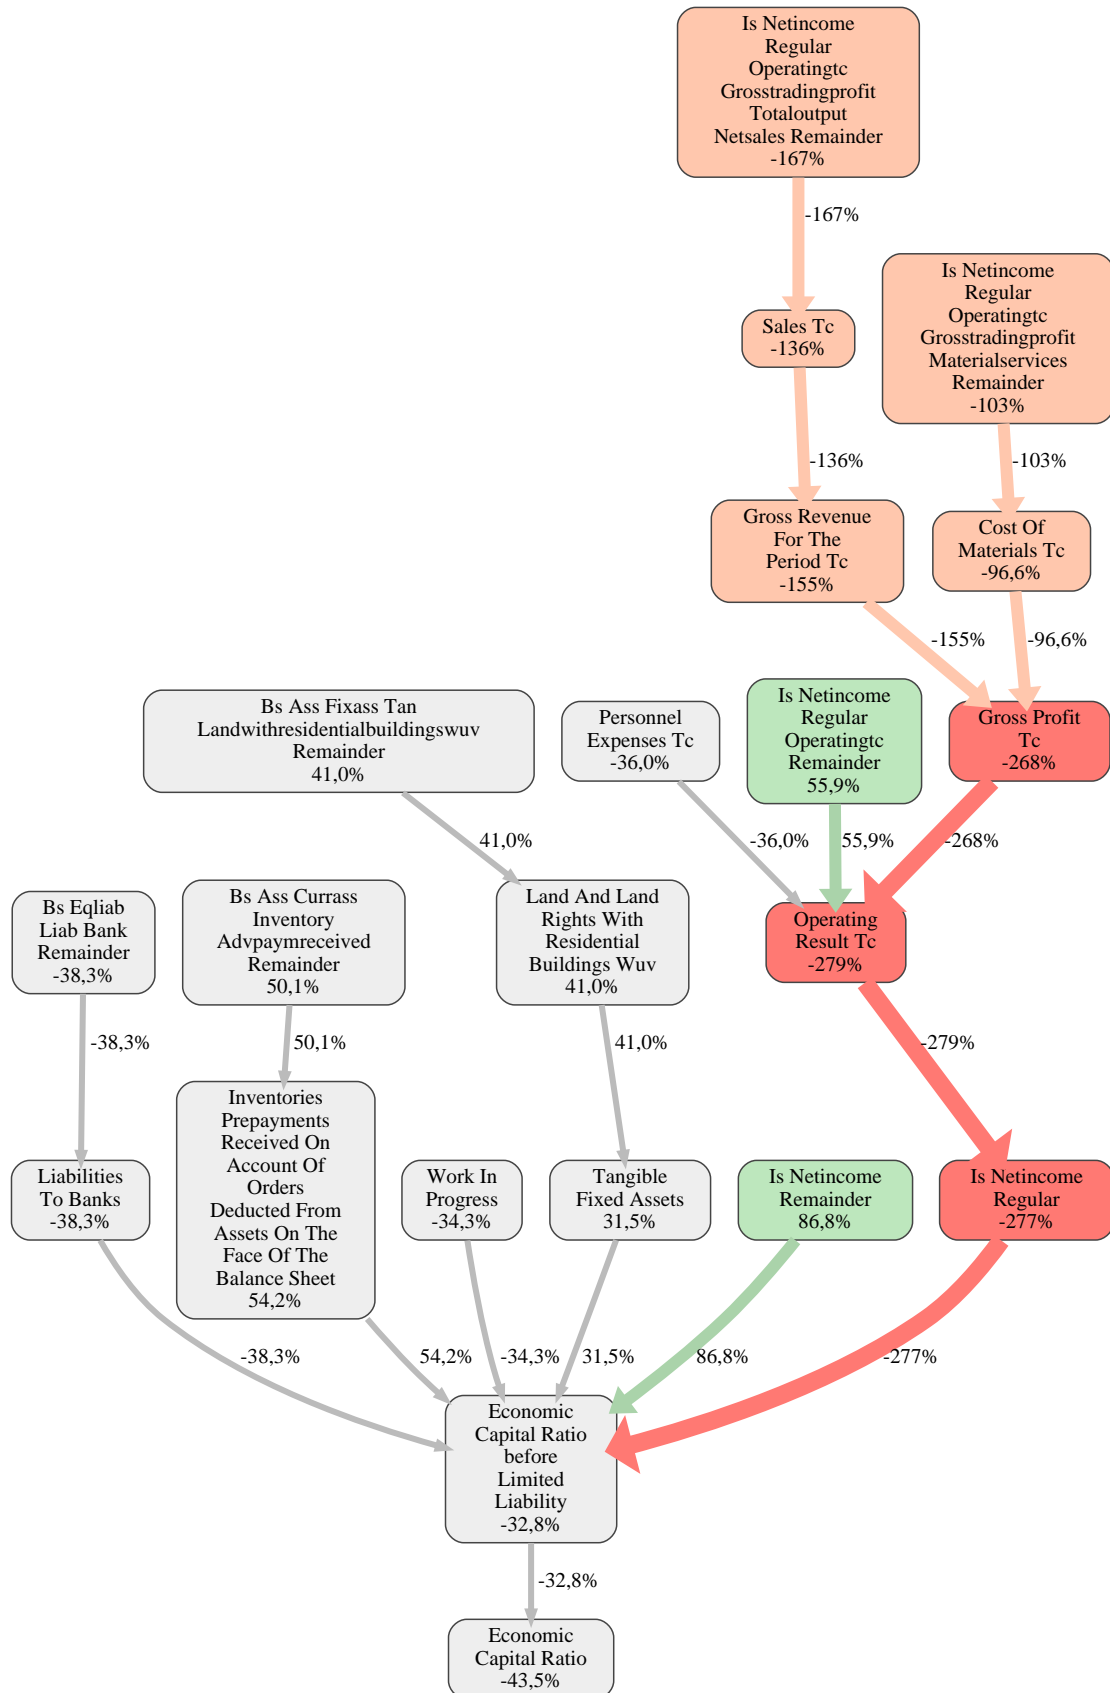 Is Netincome
Regular
Operatingtc
Grosstradingprofit
Totaloutput
Netsales Remainder
-167%
-167%
Is Netincome
Regular
Operatingtc
Grosstradingprofit
Materialservices
Remainder
-103%
Sales Tc
-136%
-136%
-103%
Gross Revenue
For The
Period Tc
-155%
Cost Of
Materials Tc
-96,6%
-155%
-96,6%
Bs Ass Fixass Tan
Landwithresidentialbuildingswuv
Remainder
41,0%
Personnel
Expenses Tc
-36,0%
Is Netincome
Regular
Operatingtc
Remainder
55,9%
Gross Profit
Tc
-268%
41,0%
-36,0%
55,9%
-268%
Bs Eqliab
Liab Bank
Remainder
-38,3%
Bs Ass Currass
Inventory
Advpaymreceived
Remainder
50,1%
Land And Land
Rights With
Residential
Buildings Wuv
41,0%
Operating
Result Tc
-279%
-38,3%
50,1%
41,0%
-279%
Liabilities
To Banks
-38,3%
Inventories
Prepayments
Received On
Account Of
Orders
Deducted From
Assets On The
Face Of The
Balance Sheet
54,2%
Work In
Progress
-34,3%
Tangible
Fixed Assets
31,5%
Is Netincome
Remainder
86,8%
Is Netincome
Regular
-277%
-38,3%
54,2%
-34,3%
31,5%
86,8%
-277%
Economic
Capital Ratio
before
Limited
Liability
-32,8%
-32,8%
Economic
Capital Ratio
-43,5%